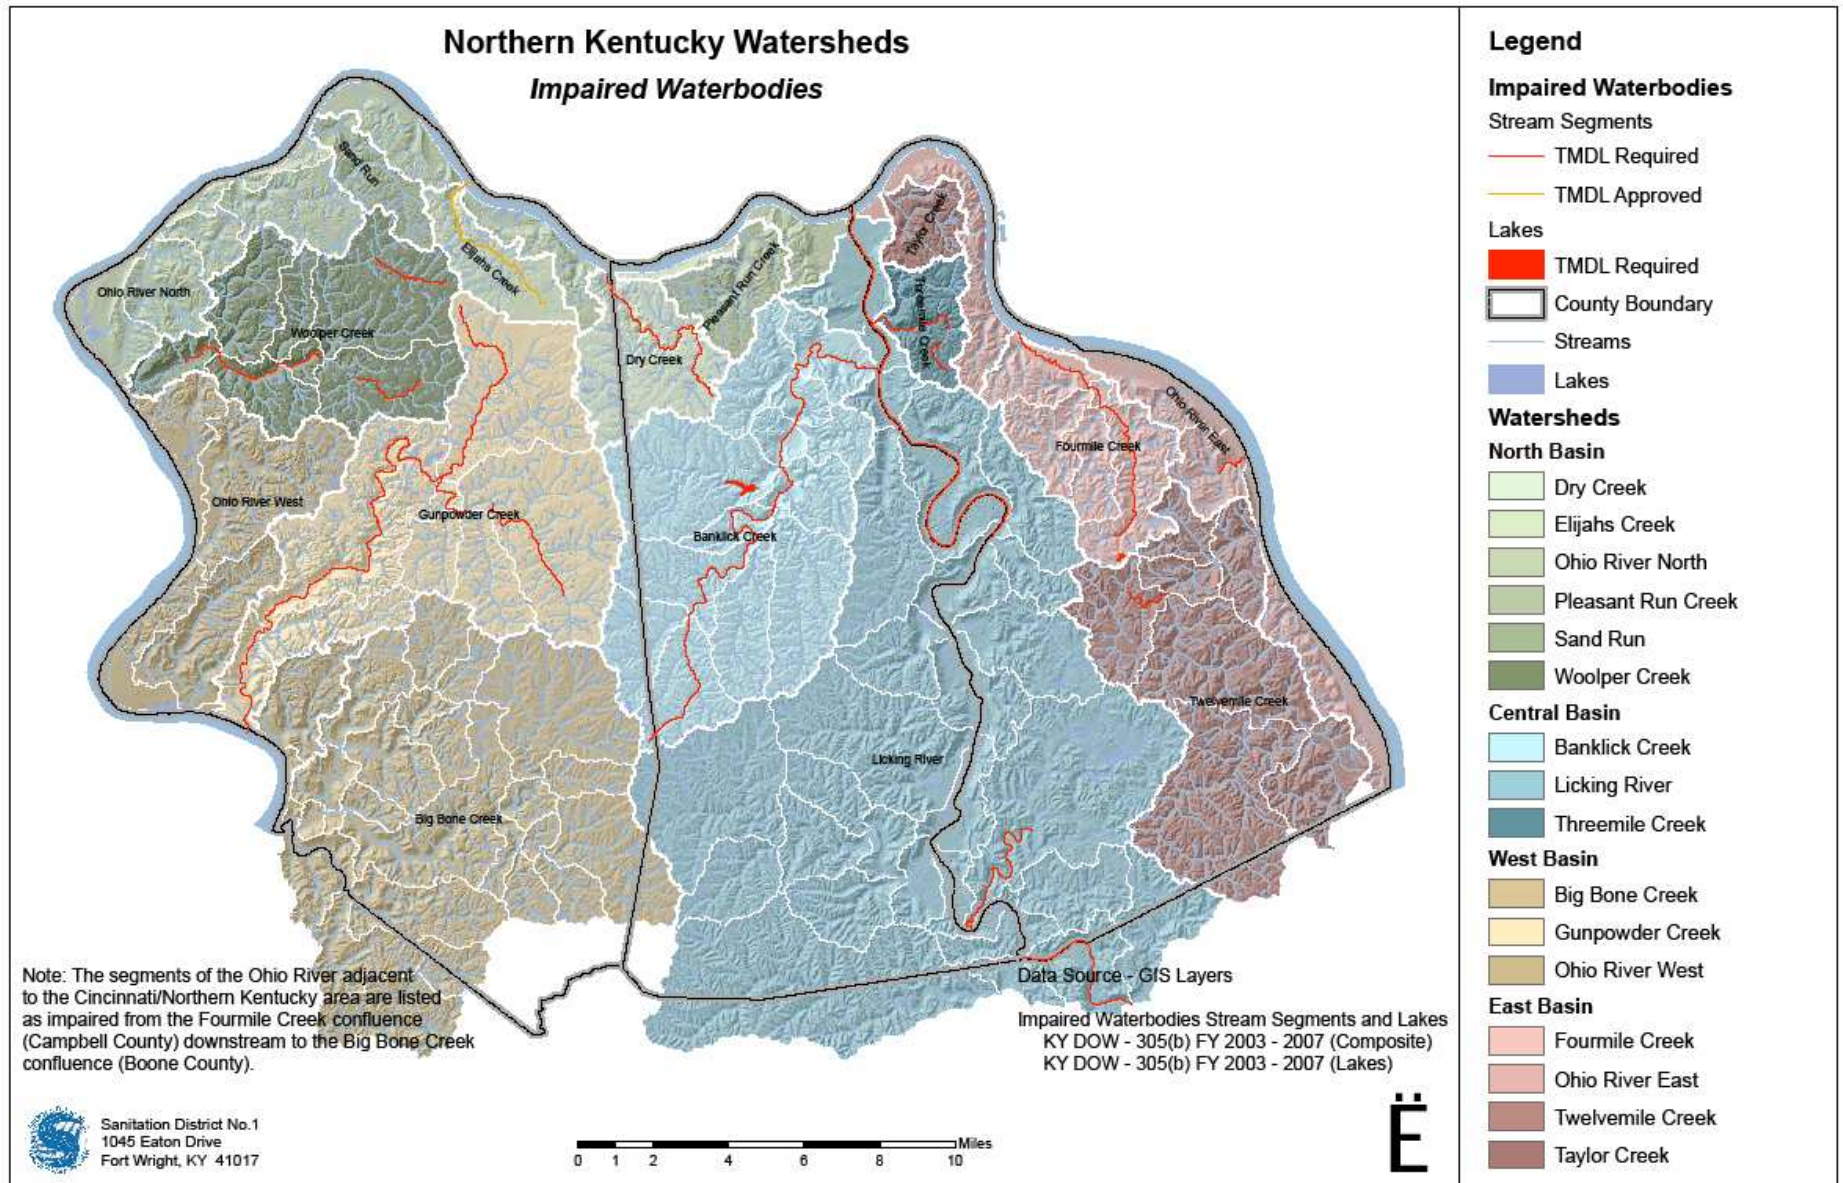 Northern Kentucky Watersheds
Impaired Waterbodies
Sand Run
Elijahs Creek
Ohio River North
Woolper Creek
Pleasant Run Creek
Dry Creek
Taylor Creek
Threemile Creek
Ohio River East
Fourmile Creek
Ohio River West
Gunpowder Creek
Banklick Creek
Twelvemile Creek
Licking River
Big Bone Creek
Note: The segments of the Ohio River adjacent
to the Cincinnati/Northern Kentucky area are listed
as impaired from the Fourmile Creek confluence
(Campbell County) downstream to the Big Bone Creek
confluence (Boone County).
Data Source - GIS Layers
Impaired Waterbodies Stream Segments and Lakes
KY DOW - 305(b) FY 2003 - 2007 (Composite)
KY DOW - 305(b) FY 2003 - 2007 (Lakes)
Sanitation District No.1
1045 Eaton Drive
Fort Wright, KY 41017
Miles
0 1 2 4 6 8 10
Ë
Legend
Impaired Waterbodies
Stream Segments
TMDL Required
TMDL Approved
Lakes
TMDL Required
County Boundary
Streams
Lakes
Watersheds
North Basin
Dry Creek
Elijahs Creek
Ohio River North
Pleasant Run Creek
Sand Run
Woolper Creek
Central Basin
Banklick Creek
Licking River
Threemile Creek
West Basin
Big Bone Creek
Gunpowder Creek
Ohio River West
East Basin
Fourmile Creek
Ohio River East
Twelvemile Creek
Taylor Creek